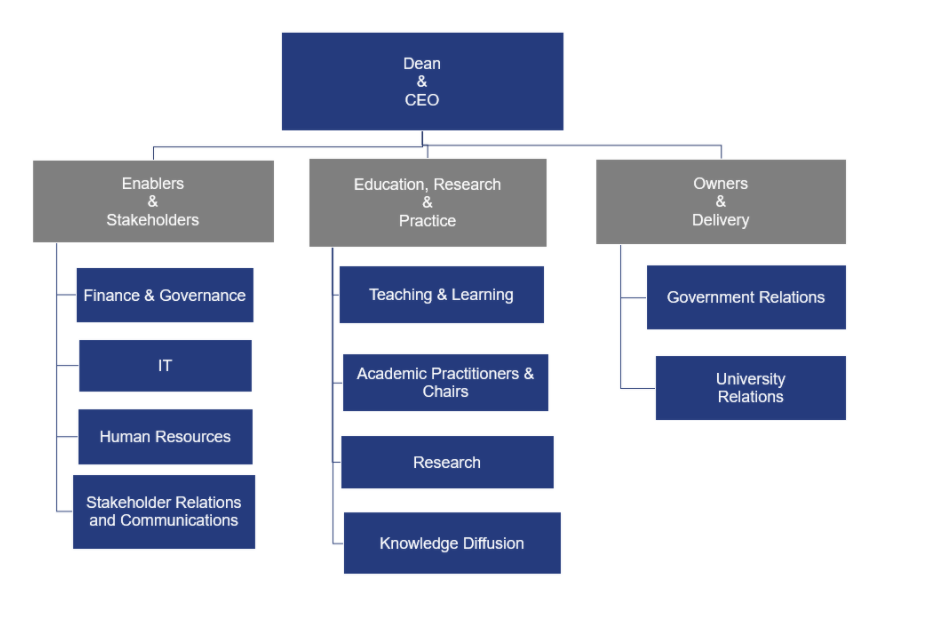 Dean
&
CEO
Enablers
&
Stakeholders
Education, Research
&
Practice
Owners
&
Delivery
Finance & Governance
IT
Human Resources
Stakeholder Relations
and Communications
Teaching & Learning
Academic Practitioners &
Chairs
Research
Knowledge Diffusion
Government Relations
University
Relations